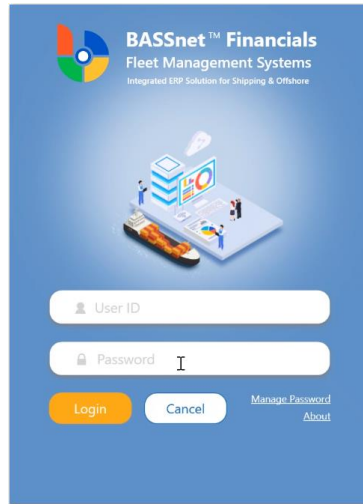 BASSnet™ Financials
Fleet Management Systems
Integrated ERP Solution for Shipping & Offshore
User ID
Password
Login
Cancel
Manage Password
About